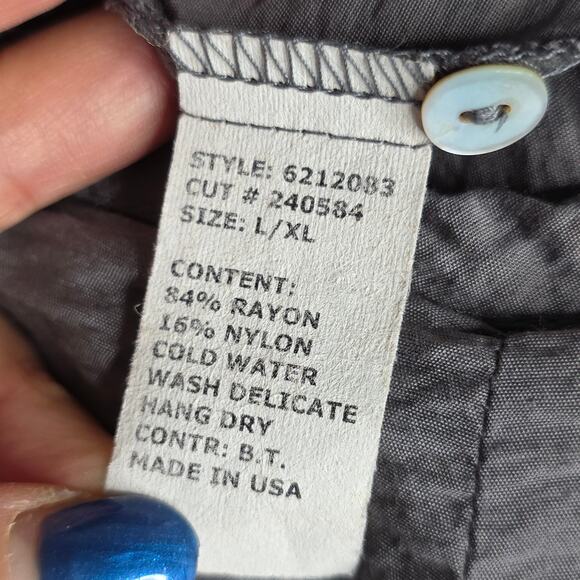 STYLE: 6212083
CUT # 240584
SIZE: L/XL
CONTENT:
84% RAYON
16% NYLON
COLD WATER
WASH DELICATE
HANG DRY
CONTR: B.T.
MADE IN USA